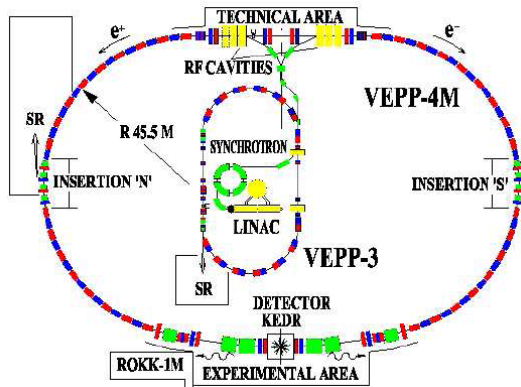 TECHNICAL AREA
e⁺
e⁻
RF CAVITIES
VEPP-4M
SR
R 45.5 M
SYNCHROTRON
INSERTION 'N'
INSERTION 'S'
LINAC
VEPP-3
SR
DETECTOR
KEDR
ROKK-1M
EXPERIMENTAL AREA